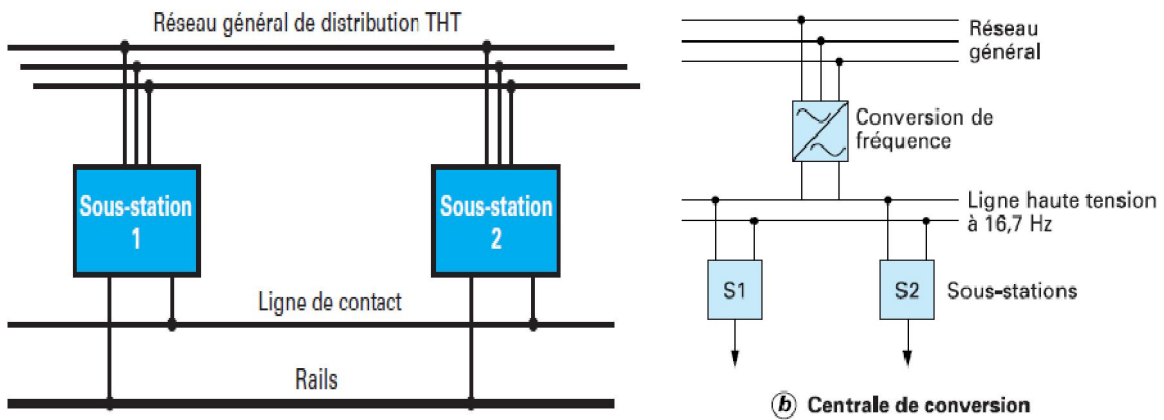 Réseau général de distribution THT
Sous-station
1
Sous-station
2
Ligne de contact
Rails
Réseau
général
Conversion de
fréquence
Ligne haute tension
à 16,7 Hz
S1
S2
Sous-stations
b Centrale de conversion